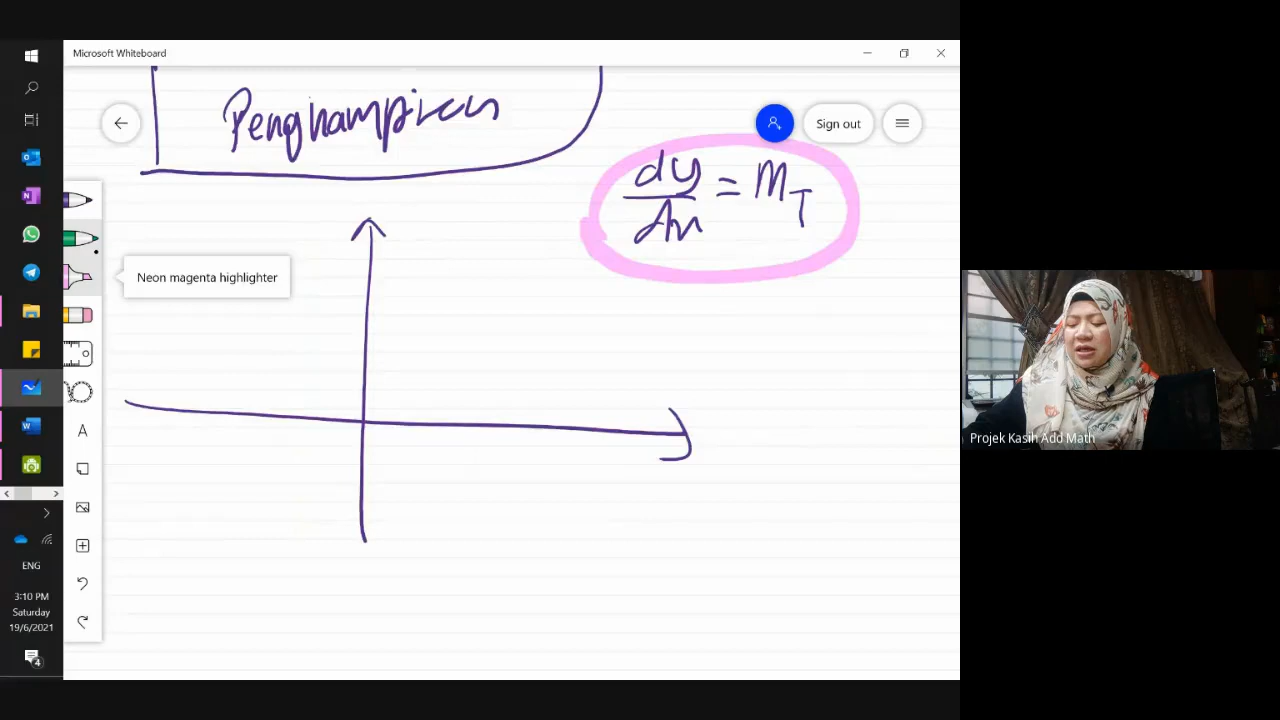 Microsoft Whiteboard
Penghampiran
Sign out
dy/dx = m_T
Neon magenta highlighter
A
Projek Kasih Add Math
ENG
3:10 PM
Saturday
19/6/2021
4